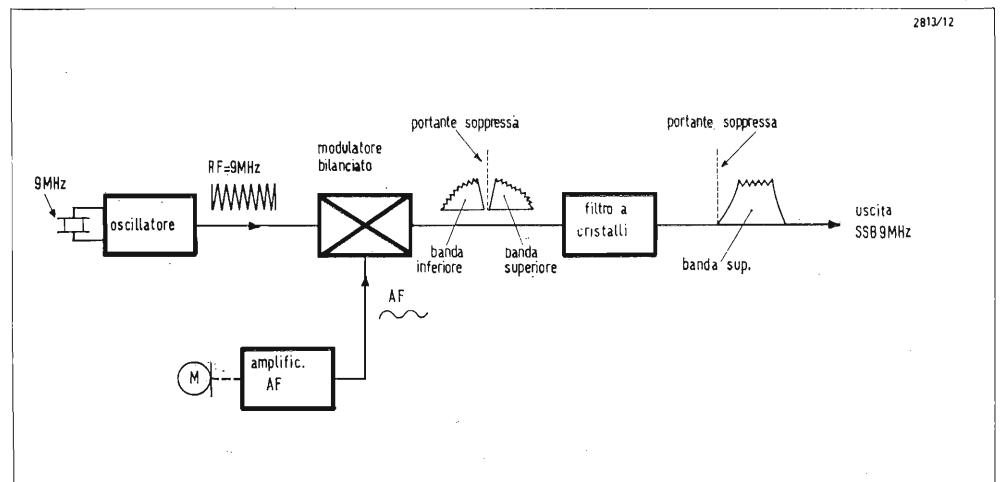 2813/12
portante soppressa
portante soppressa
modulatore
bilanciato
RF=9MHz
9MHz
oscillatore
filtro a
cristalli
uscita
SSB 9MHz
banda
inferiore
banda
superiore
banda sup.
AF
amplific.
AF
M